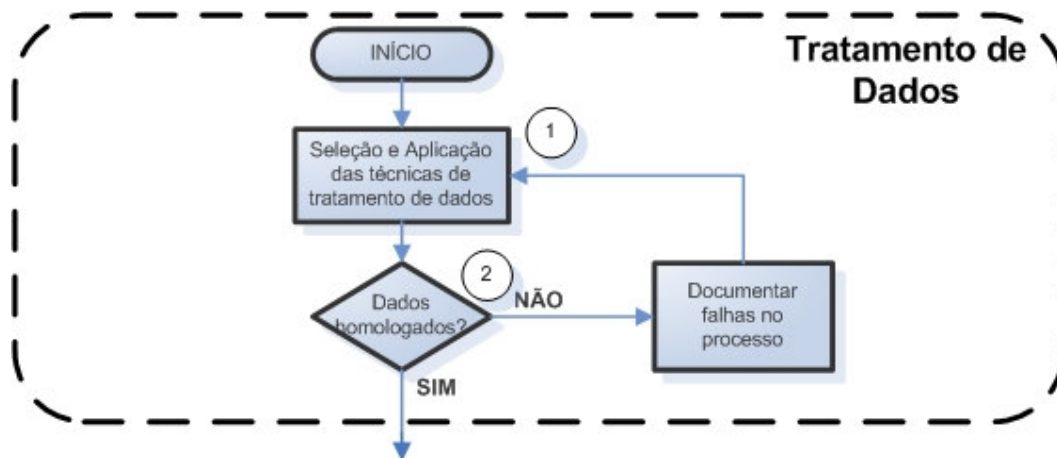 Tratamento de
Dados
INÍCIO
1
Seleção e Aplicação
das técnicas de
tratamento de dados
2
Dados
homologados?
NÃO
Documentar
falhas no
processo
SIM